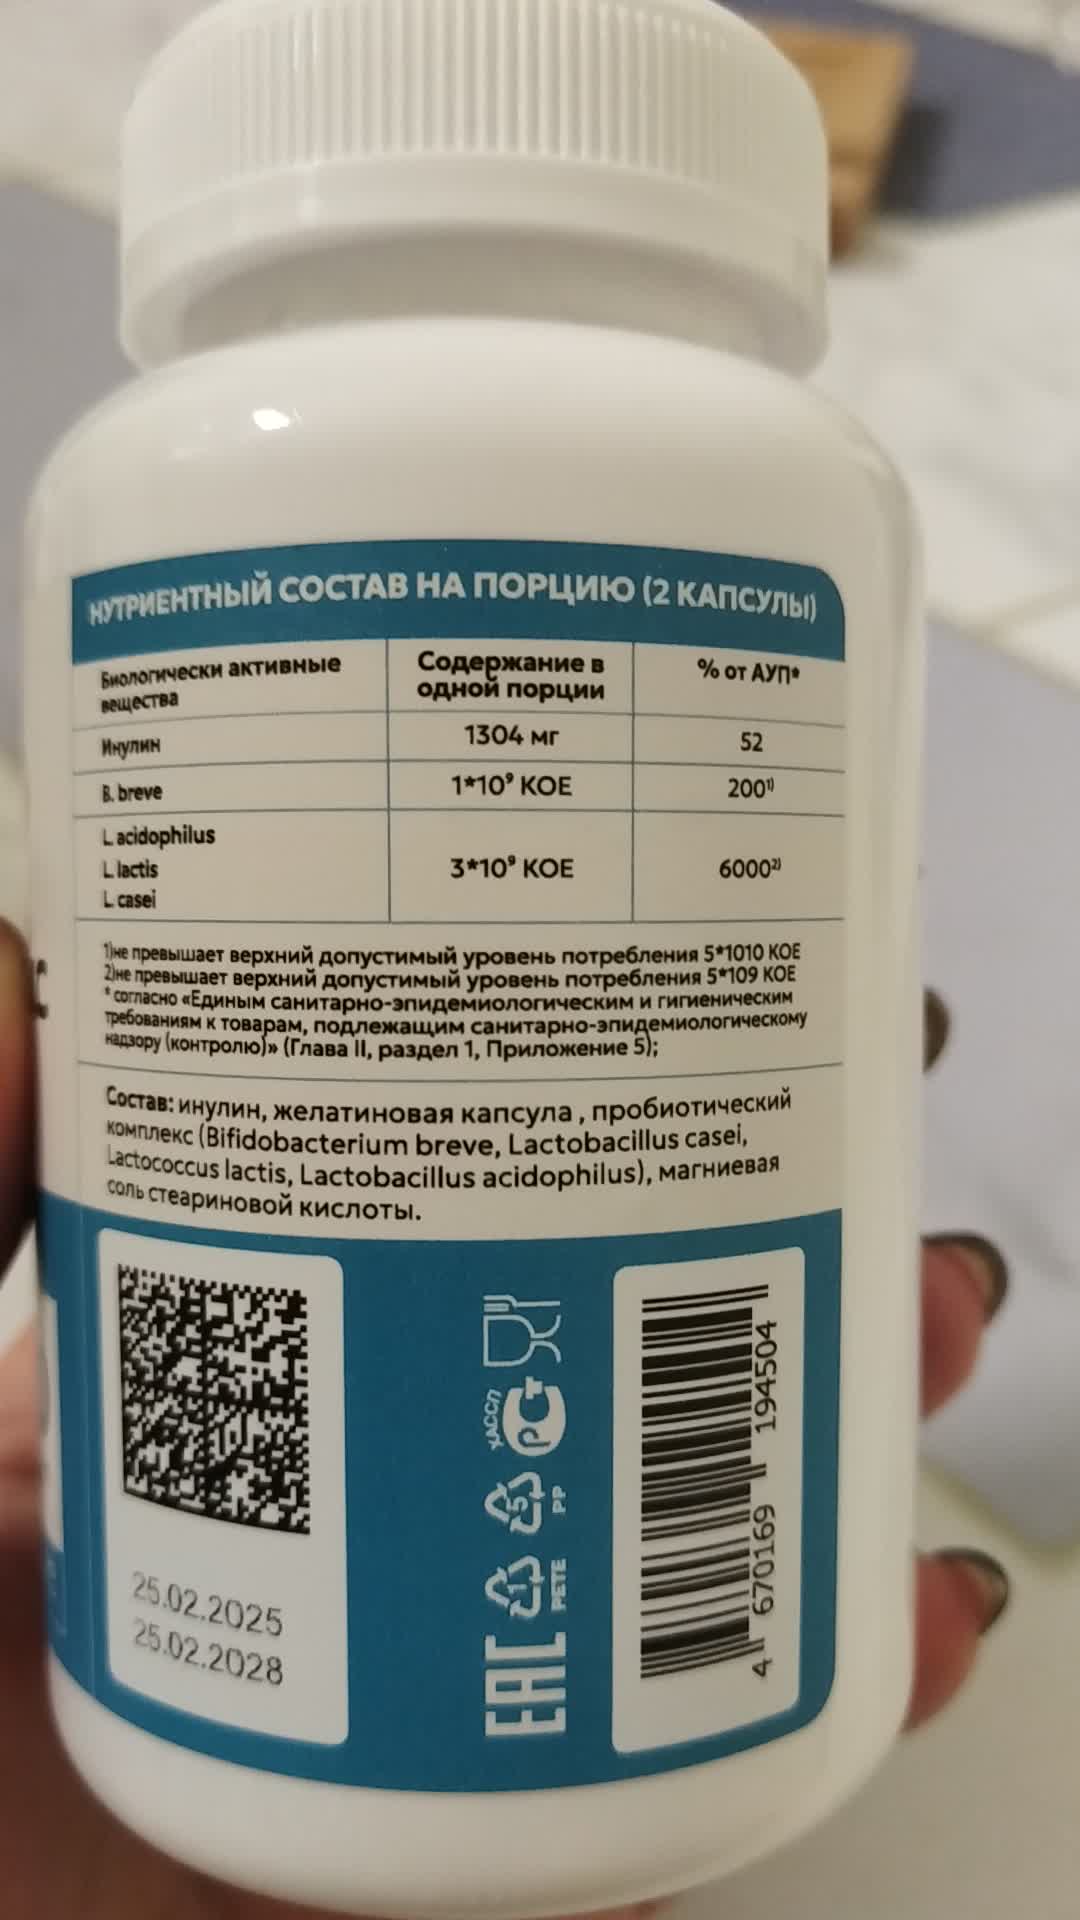 НУТРИЕНТНЫЙ СОСТАВ НА ПОРЦИЮ (2 КАПСУЛЫ)
Биологически активные вещества
Содержание в одной порции
% от АУП*
Инулин
1304 мг
52
B. breve
1*10⁹ КОЕ
200¹⁾
L. acidophilus
L. lactis
L. casei
3*10⁹ КОЕ
6000²⁾
1)не превышает верхний допустимый уровень потребления 5*1010 КОЕ
2)не превышает верхний допустимый уровень потребления 5*109 КОЕ
* согласно «Единым санитарно-эпидемиологическим и гигиеническим
требованиям к товарам, подлежащим санитарно-эпидемиологическому
надзору (контролю)» (Глава II, раздел 1, Приложение 5);
Состав: инулин, желатиновая капсула , пробиотический
комплекс (Bifidobacterium breve, Lactobacillus casei,
Lactococcus lactis, Lactobacillus acidophilus), магниевая
соль стеариновой кислоты.
25.02.2025
25.02.2028
EAC
1
PETE
5
PP
ХАССП
РСТ
4 670169 194504